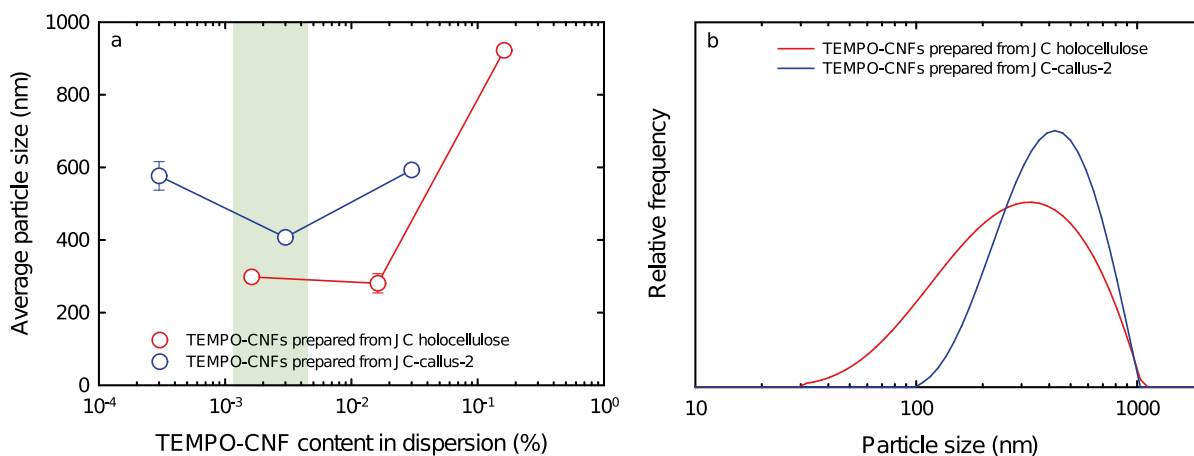 a
1000
800
600
400
200
0
Average particle size (nm)
TEMPO-CNFs prepared from JC holocellulose
TEMPO-CNFs prepared from JC-callus-2
10⁻⁴ 10⁻³ 10⁻² 10⁻¹ 10⁰
TEMPO-CNF content in dispersion (%)
b
TEMPO-CNFs prepared from JC holocellulose
TEMPO-CNFs prepared from JC-callus-2
Relative frequency
10 100 1000
Particle size (nm)